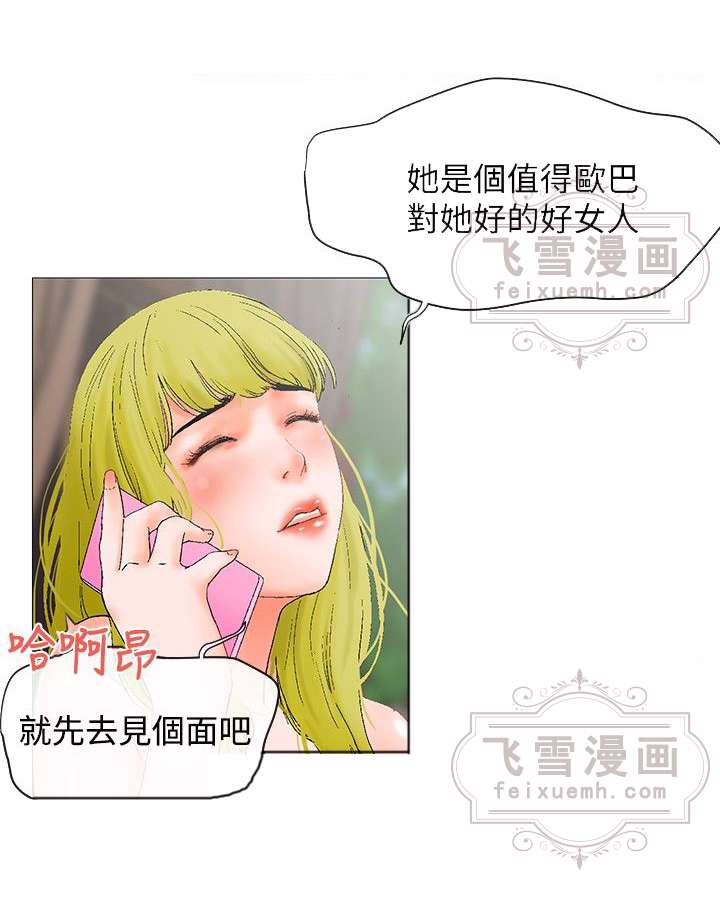 她是個值得歐巴
對她好的好女人
飞雪漫画
feixuemh.com
哈啊昂
就先去見個面吧
飞雪漫画
feixuemh.com